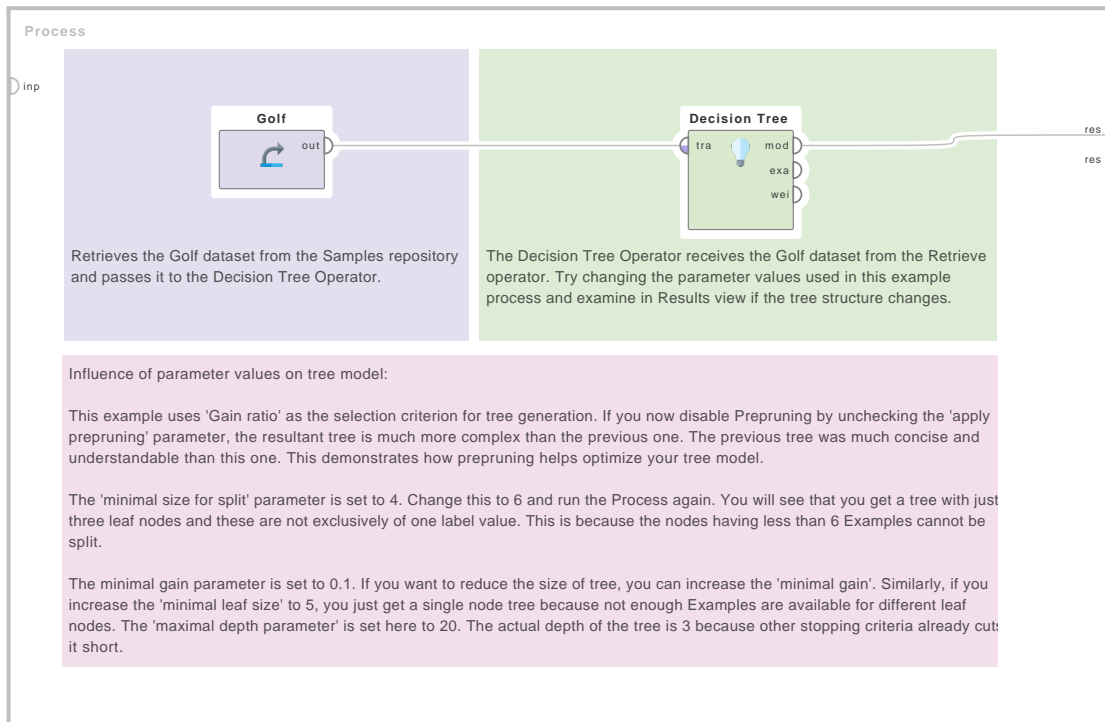 Process
inp
Golf
out
Decision Tree
tra
mod
exa
wei
res
res
Retrieves the Golf dataset from the Samples repository
and passes it to the Decision Tree Operator.
The Decision Tree Operator receives the Golf dataset from the Retrieve
operator. Try changing the parameter values used in this example
process and examine in Results view if the tree structure changes.
Influence of parameter values on tree model:
This example uses 'Gain ratio' as the selection criterion for tree generation. If you now disable Prepruning by unchecking the 'apply
prepruning' parameter, the resultant tree is much more complex than the previous one. The previous tree was much concise and
understandable than this one. This demonstrates how prepruning helps optimize your tree model.
The 'minimal size for split' parameter is set to 4. Change this to 6 and run the Process again. You will see that you get a tree with just
three leaf nodes and these are not exclusively of one label value. This is because the nodes having less than 6 Examples cannot be
split.
The minimal gain parameter is set to 0.1. If you want to reduce the size of tree, you can increase the 'minimal gain'. Similarly, if you
increase the 'minimal leaf size' to 5, you just get a single node tree because not enough Examples are available for different leaf
nodes. The 'maximal depth parameter' is set here to 20. The actual depth of the tree is 3 because other stopping criteria already cuts
it short.